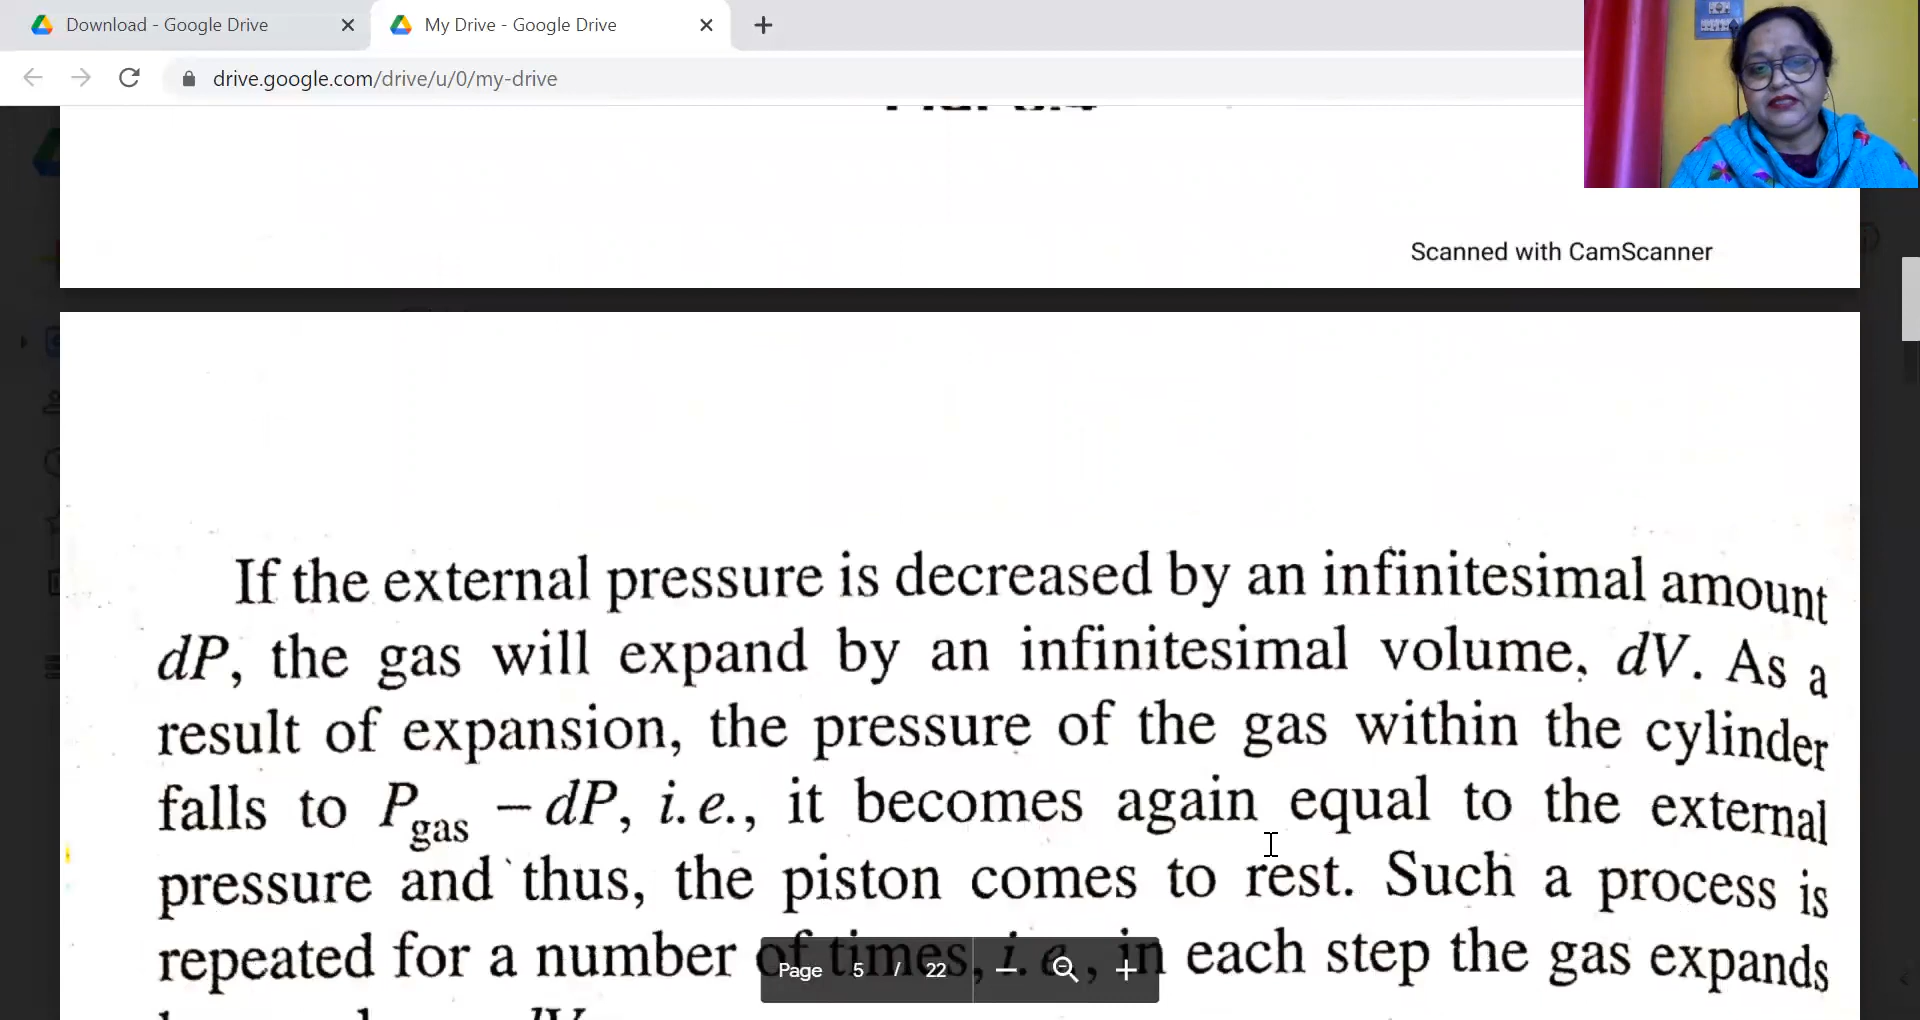 Download - Google Drive
My Drive - Google Drive
drive.google.com/drive/u/0/my-drive
Scanned with CamScanner
If the external pressure is decreased by an infinitesimal amount
dP, the gas will expand by an infinitesimal volume, dV. As a
result of expansion, the pressure of the gas within the cylinder
falls to Pgas – dP, i.e., it becomes again equal to the external
pressure and thus, the piston comes to rest. Such a process is
repeated for a number of times, i.e., in each step the gas expands
Page 5 / 22